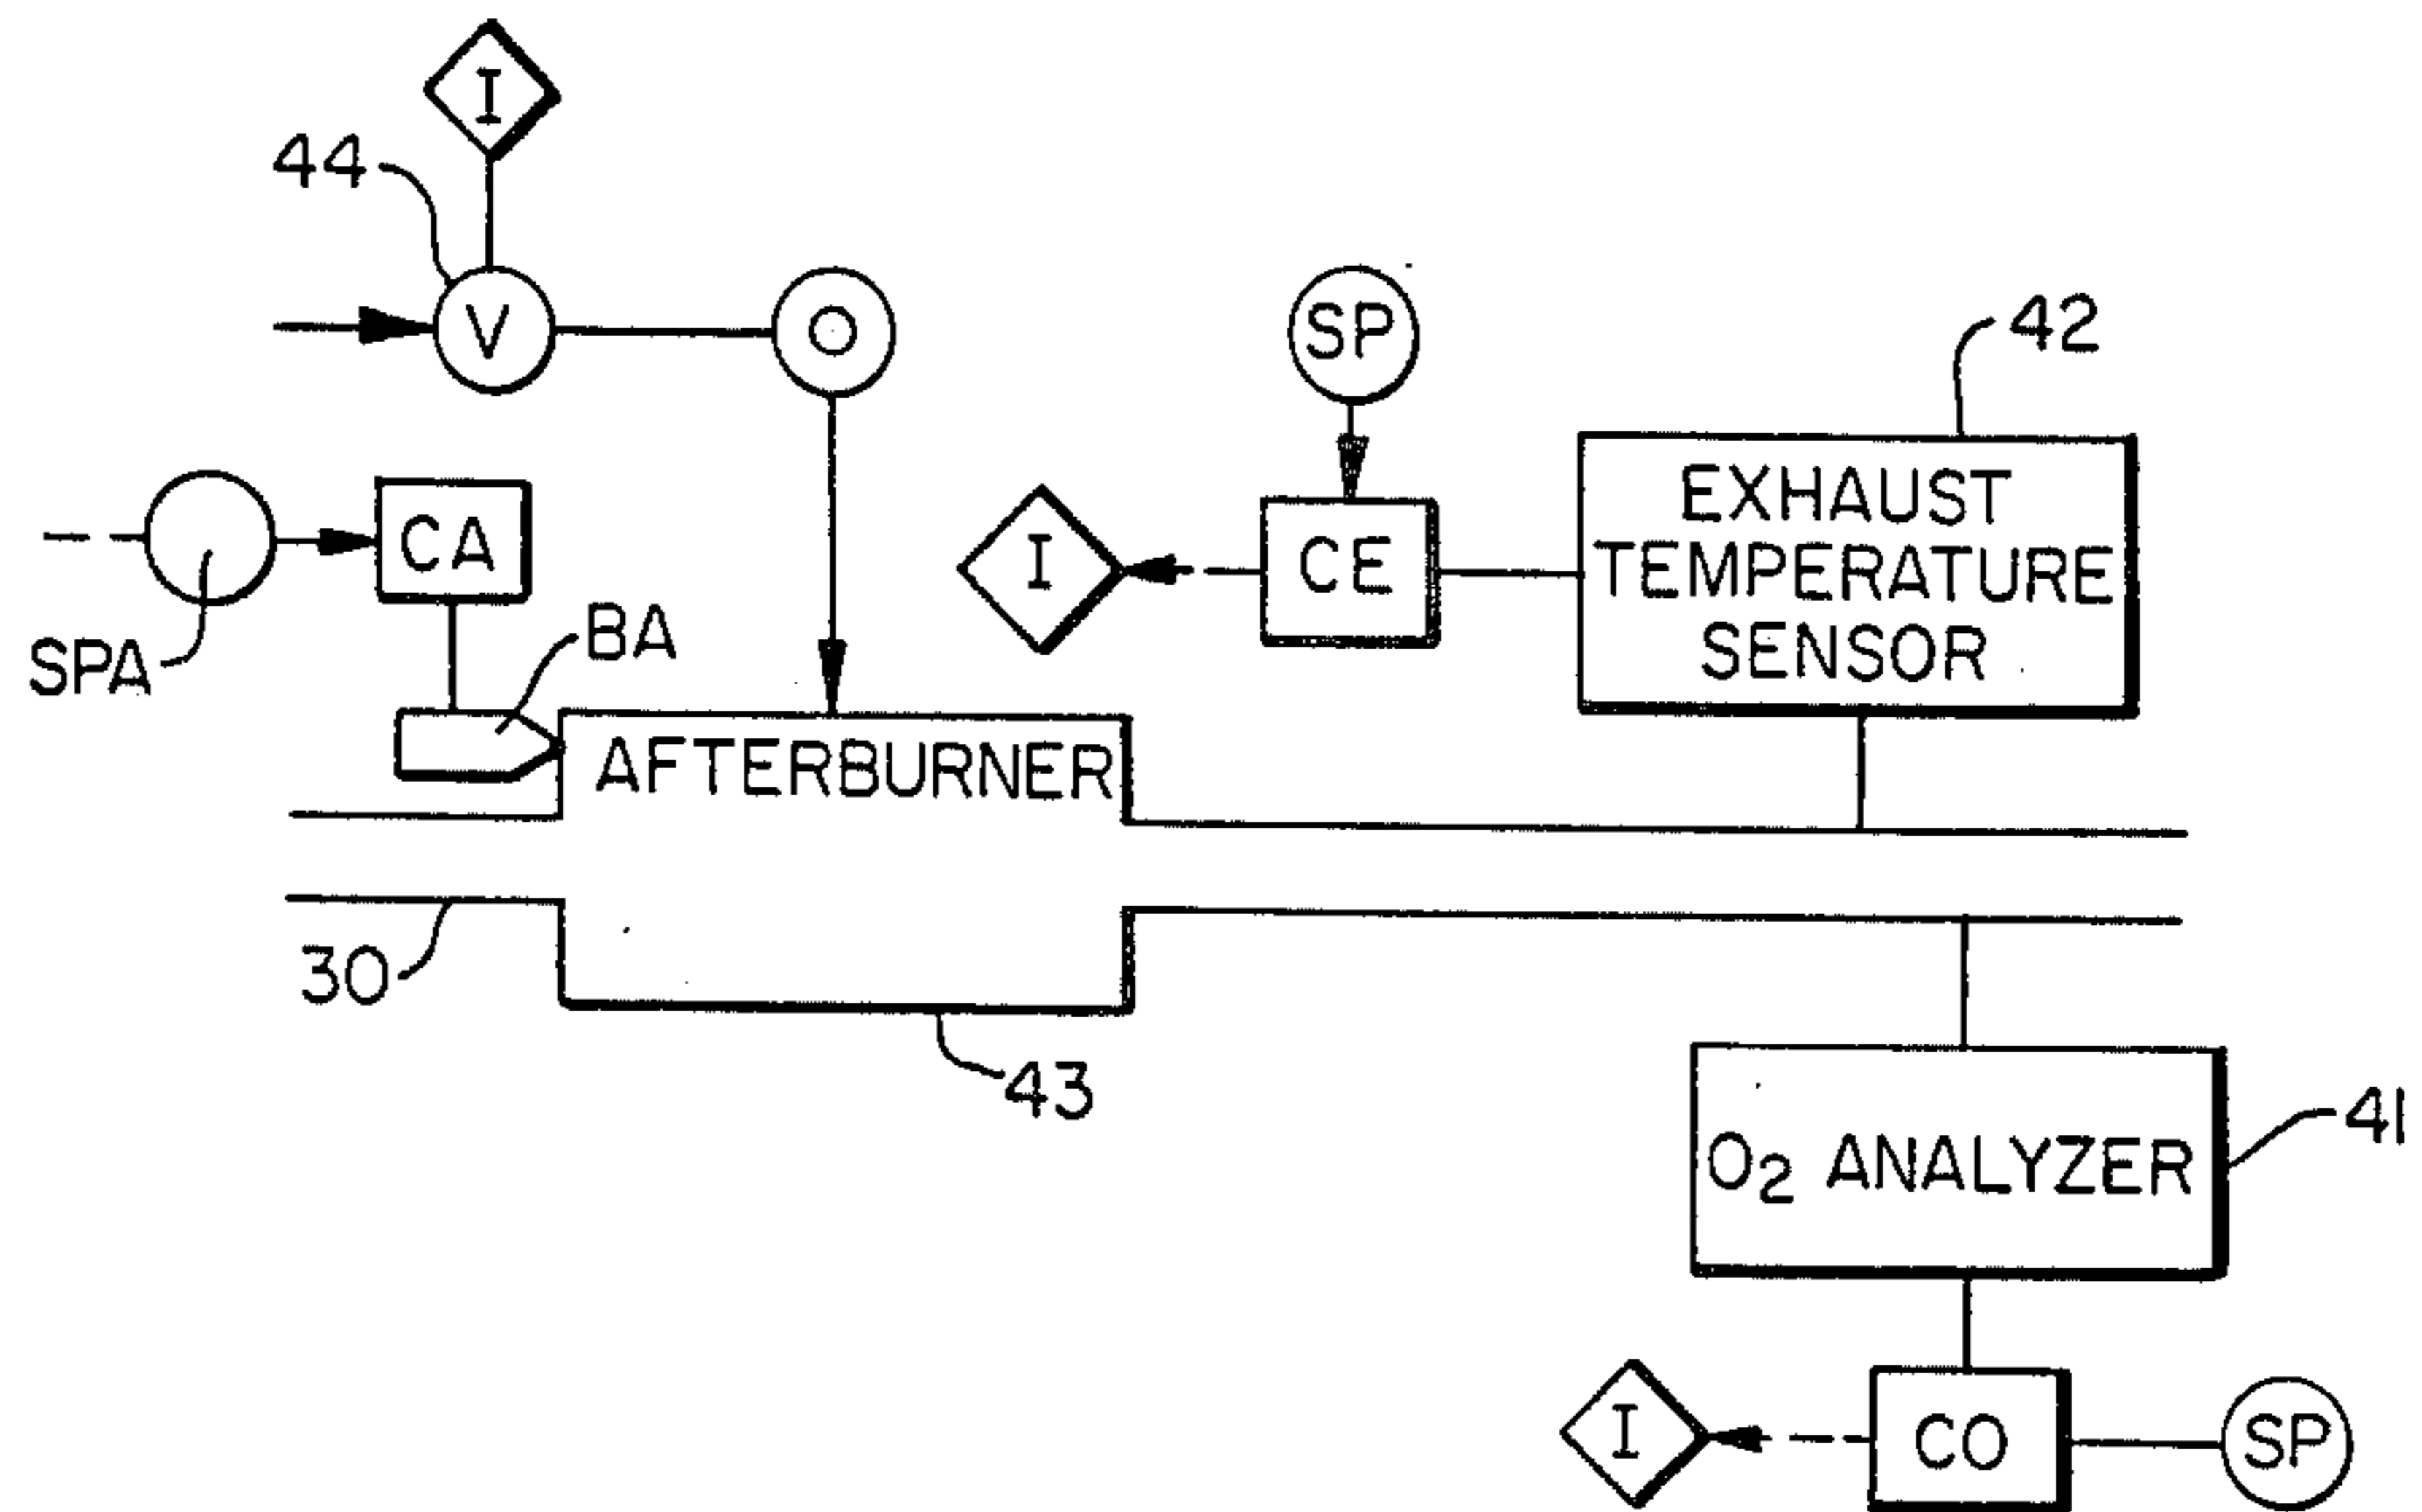 I
44
V
SP
42
EXHAUST
TEMPERATURE
SENSOR
CA
I
CE
SPA
BA
AFTERBURNER
30
43
41
O₂ ANALYZER
I
CO
SP